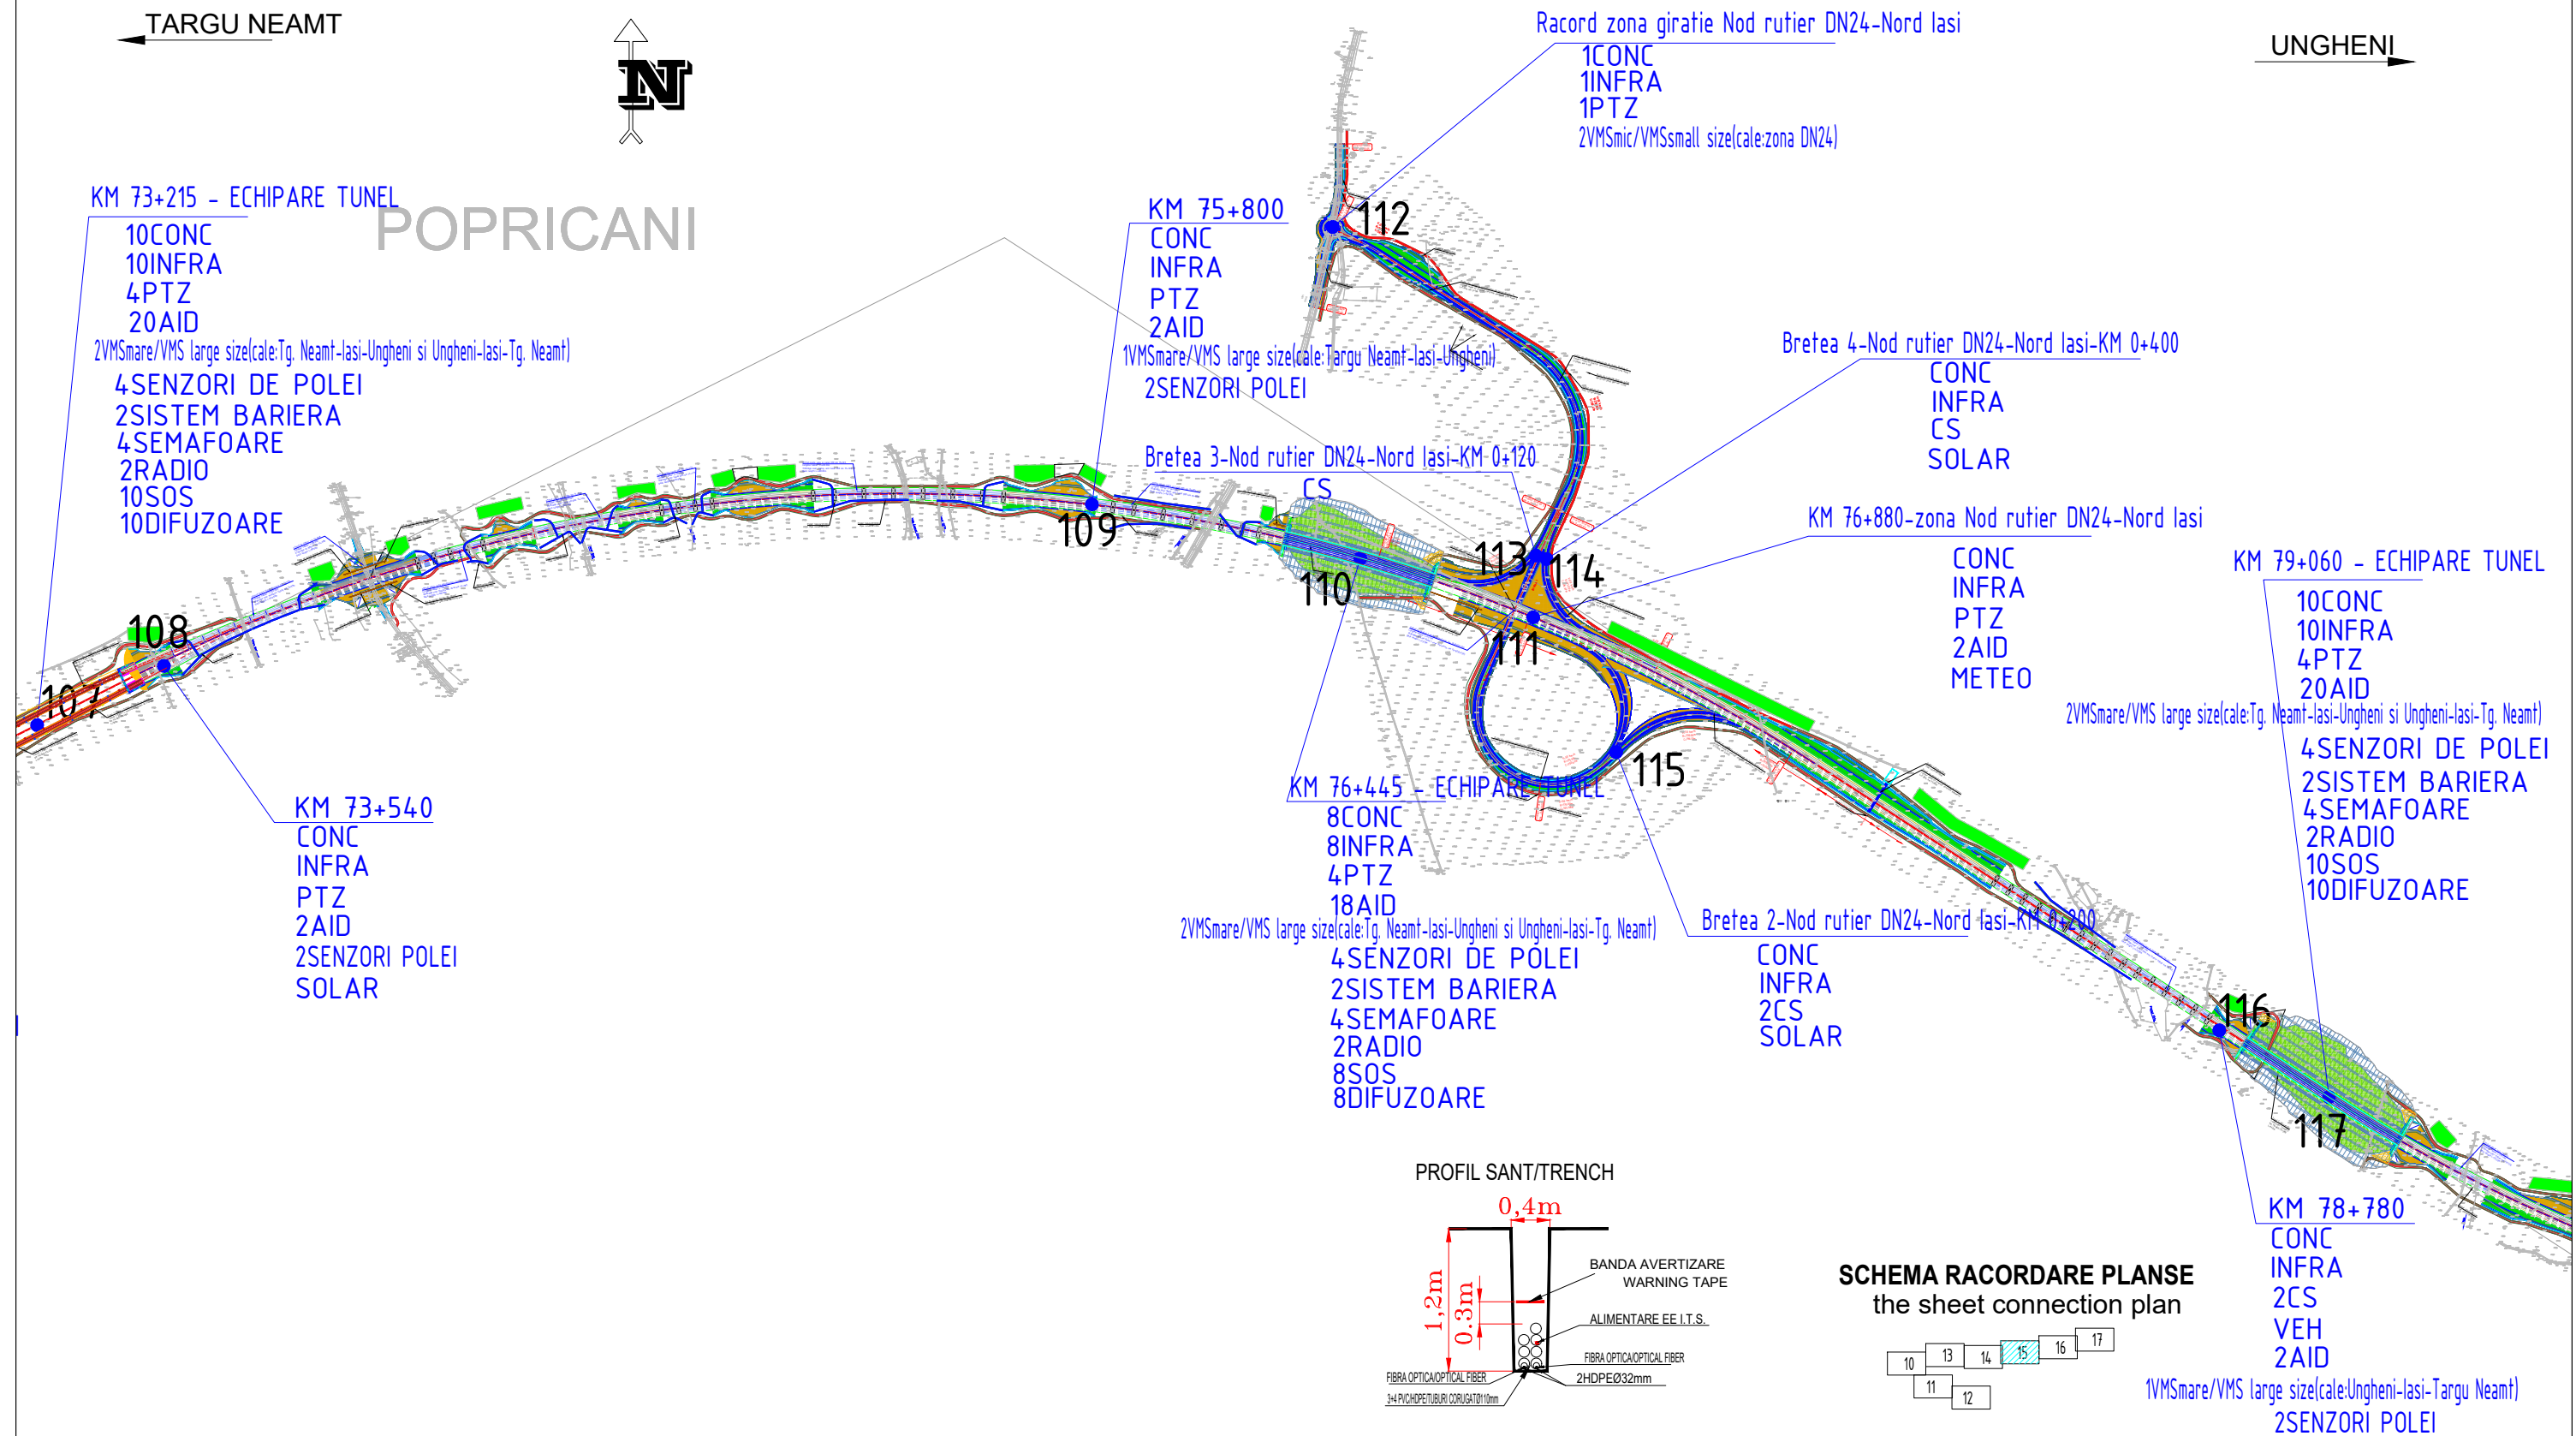 TARGU NEAMT
N
UNGHENI
POPRICANI
Racord zona giratie Nod rutier DN24-Nord Iasi
1CONC
1INFRA
1PTZ
2VMSmic/VMSsmall size(cale:zona DN24)
KM 73+215 - ECHIPARE TUNEL
10CONC
10INFRA
4PTZ
20AID
2VMSmare/VMS large size(cale:Tg. Neamt-Iasi-Ungheni si Ungheni-Iasi-Tg. Neamt)
4SENZORI DE POLEI
2SISTEM BARIERA
4SEMAFOARE
2RADIO
10SOS
10DIFUZOARE
KM 75+800
CONC
INFRA
PTZ
2AID
1VMSmare/VMS large size(cale:Targu Neamt-Iasi-Ungheni)
2SENZORI POLEI
112
Bretea 4-Nod rutier DN24-Nord Iasi-KM 0+400
CONC
INFRA
CS
SOLAR
Bretea 3-Nod rutier DN24-Nord Iasi-KM 0+120
CS
KM 76+880-zona Nod rutier DN24-Nord Iasi
CONC
INFRA
PTZ
2AID
METEO
KM 79+060 - ECHIPARE TUNEL
10CONC
10INFRA
4PTZ
20AID
2VMSmare/VMS large size(cale:Tg. Neamt-Iasi-Ungheni si Ungheni-Iasi-Tg. Neamt)
4SENZORI DE POLEI
2SISTEM BARIERA
4SEMAFOARE
2RADIO
10SOS
10DIFUZOARE
107
108
109
110
113
114
111
115
116
117
KM 73+540
CONC
INFRA
PTZ
2AID
2SENZORI POLEI
SOLAR
KM 76+445 - ECHIPARE TUNEL
8CONC
8INFRA
4PTZ
18AID
2VMSmare/VMS large size(cale:Tg. Neamt-Iasi-Ungheni si Ungheni-Iasi-Tg. Neamt)
4SENZORI DE POLEI
2SISTEM BARIERA
4SEMAFOARE
2RADIO
8SOS
8DIFUZOARE
Bretea 2-Nod rutier DN24-Nord Iasi-KM 0+200
CONC
INFRA
2CS
SOLAR
KM 78+780
CONC
INFRA
2CS
VEH
2AID
1VMSmare/VMS large size(cale:Ungheni-Iasi-Targu Neamt)
2SENZORI POLEI
PROFIL SANT/TRENCH
0,4m
1,2m
0.3m
BANDA AVERTIZARE
WARNING TAPE
ALIMENTARE EE I.T.S.
FIBRA OPTICA/OPTICAL FIBER
FIBRA OPTICA/OPTICAL FIBER
2HDPEØ32mm
3+4 PVC/HDPE/TUBURI CORUGATØ110mm
SCHEMA RACORDARE PLANSE
the sheet connection plan
10
13
14
15
16
17
11
12